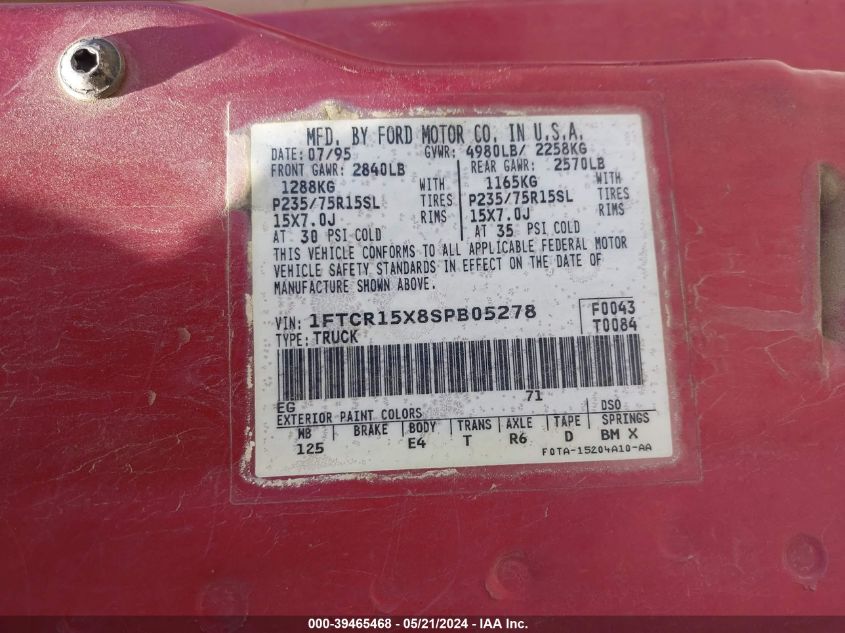 MFD. BY FORD MOTOR CO. IN U.S.A.
DATE: 07/95 GVWR: 4980LB/ 2258KG
FRONT GAWR: 2840LB REAR GAWR: 2570LB
1288KG WITH 1165KG WITH
P235/75R15SL TIRES P235/75R15SL TIRES
15X7.0J RIMS 15X7.0J RIMS
AT 30 PSI COLD AT 35 PSI COLD
THIS VEHICLE CONFORMS TO ALL APPLICABLE FEDERAL MOTOR
VEHICLE SAFETY STANDARDS IN EFFECT ON THE DATE OF
MANUFACTURE SHOWN ABOVE.
VIN: 1FTCR15X8SPB05278 F0043
TYPE: TRUCK T0084
EG 71
EXTERIOR PAINT COLORS DSO
WB BRAKE BODY TRANS AXLE TAPE SPRINGS
125 E4 T R6 D BM X
F0TA-15204A10-AA
000-39465468 - 05/21/2024 - IAA Inc.